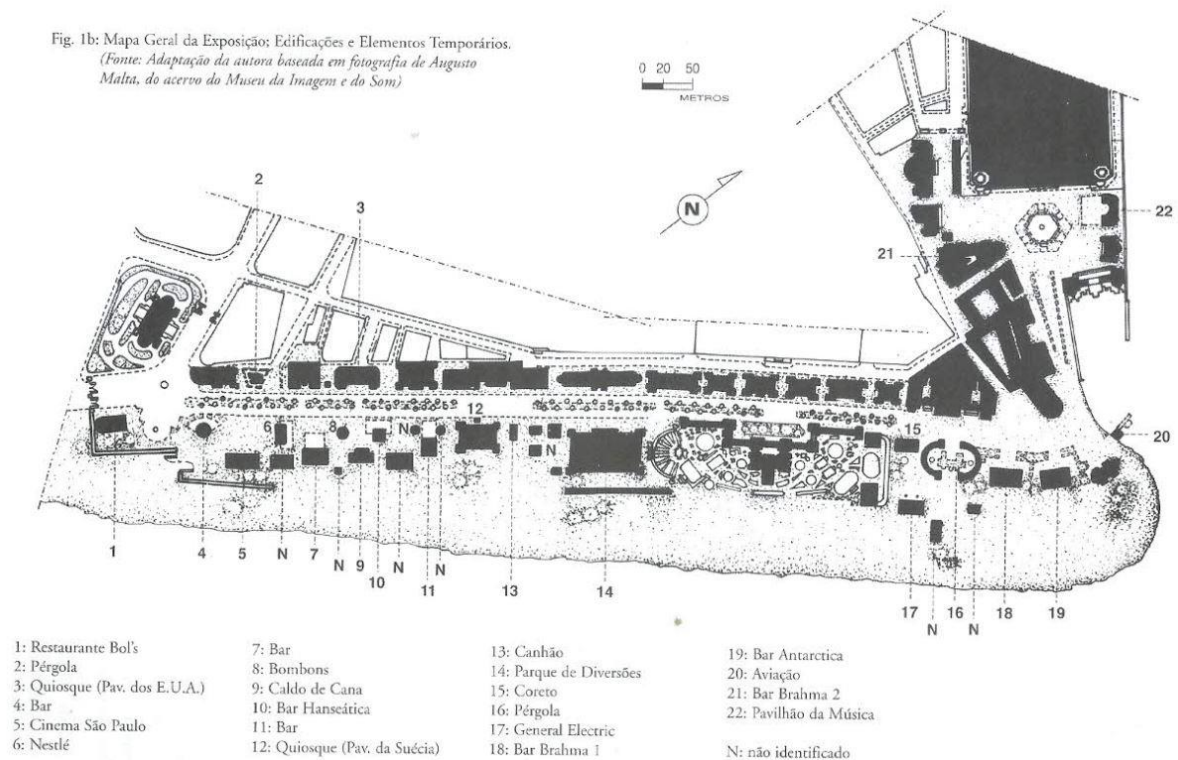 Fig. 1b: Mapa Geral da Exposição; Edificações e Elementos Temporários.
(Fonte: Adaptação da autora baseada em fotografia de Augusto
Malta, do acervo do Museu da Imagem e do Som)
0 20 50
METROS
N
2
3
22
21
12
6
8
N
N
15
20
1
4
5
N
7
N
9
10
N
11
N
13
14
17
N
16
N
18
19
1: Restaurante Bol's
2: Pérgola
3: Quiosque (Pav. dos E.U.A.)
4: Bar
5: Cinema São Paulo
6: Nestlé
7: Bar
8: Bombons
9: Caldo de Cana
10: Bar Hanseática
11: Bar
12: Quiosque (Pav. da Suécia)
13: Canhão
14: Parque de Diversões
15: Coreto
16: Pérgola
17: General Electric
18: Bar Brahma 1
19: Bar Antarctica
20: Aviação
21: Bar Brahma 2
22: Pavilhão da Música
N: não identificado